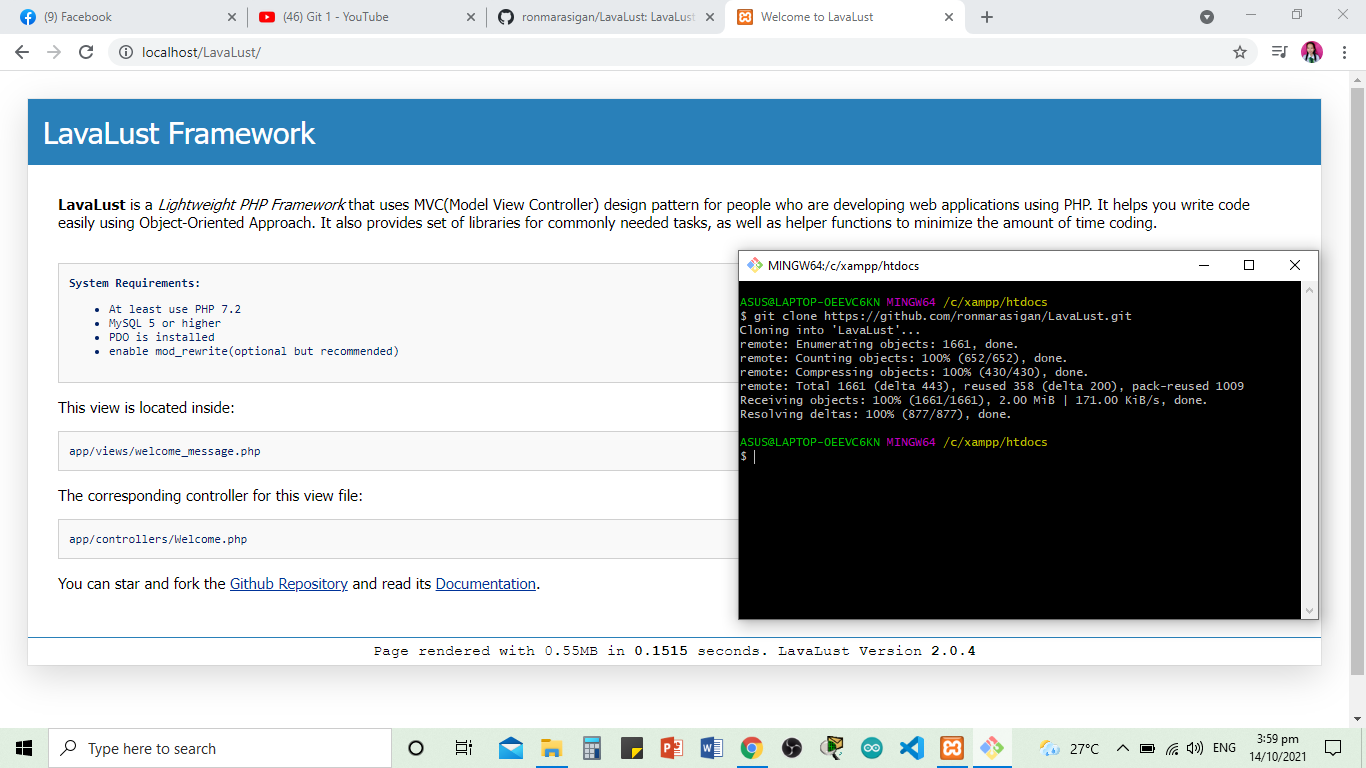 (9) Facebook
(46) Git 1 - YouTube
ronmarasigan/LavaLust: LavaLust
Welcome to LavaLust
localhost/LavaLust/
LavaLust Framework
LavaLust is a Lightweight PHP Framework that uses MVC(Model View Controller) design pattern for people who are developing web applications using PHP. It helps you write code
easily using Object-Oriented Approach. It also provides set of libraries for commonly needed tasks, as well as helper functions to minimize the amount of time coding.
System Requirements:
At least use PHP 7.2
MySQL 5 or higher
PDO is installed
enable mod_rewrite(optional but recommended)
This view is located inside:
app/views/welcome_message.php
The corresponding controller for this view file:
app/controllers/Welcome.php
You can star and fork the Github Repository and read its Documentation.
Page rendered with 0.55MB in 0.1515 seconds. LavaLust Version 2.0.4
MINGW64:/c/xampp/htdocs
ASUS@LAPTOP-OEEVC6KN MINGW64 /c/xampp/htdocs
$ git clone https://github.com/ronmarasigan/LavaLust.git
Cloning into 'LavaLust'...
remote: Enumerating objects: 1661, done.
remote: Counting objects: 100% (652/652), done.
remote: Compressing objects: 100% (430/430), done.
remote: Total 1661 (delta 443), reused 358 (delta 200), pack-reused 1009
Receiving objects: 100% (1661/1661), 2.00 MiB | 171.00 KiB/s, done.
Resolving deltas: 100% (877/877), done.
ASUS@LAPTOP-OEEVC6KN MINGW64 /c/xampp/htdocs
$
Type here to search
27°C
ENG
3:59 pm
14/10/2021